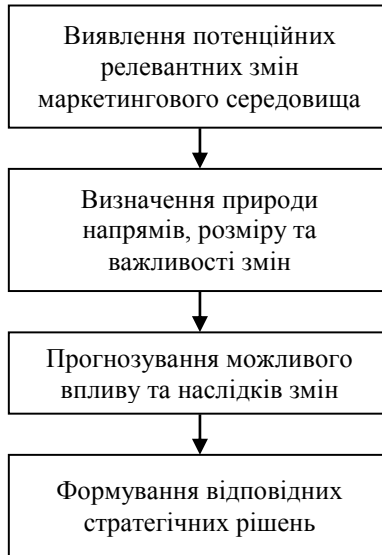 Виявлення потенційних
релевантних змін
маркетингового середовища
Визначення природи
напрямів, розміру та
важливості змін
Прогнозування можливого
впливу та наслідків змін
Формування відповідних
стратегічних рішень